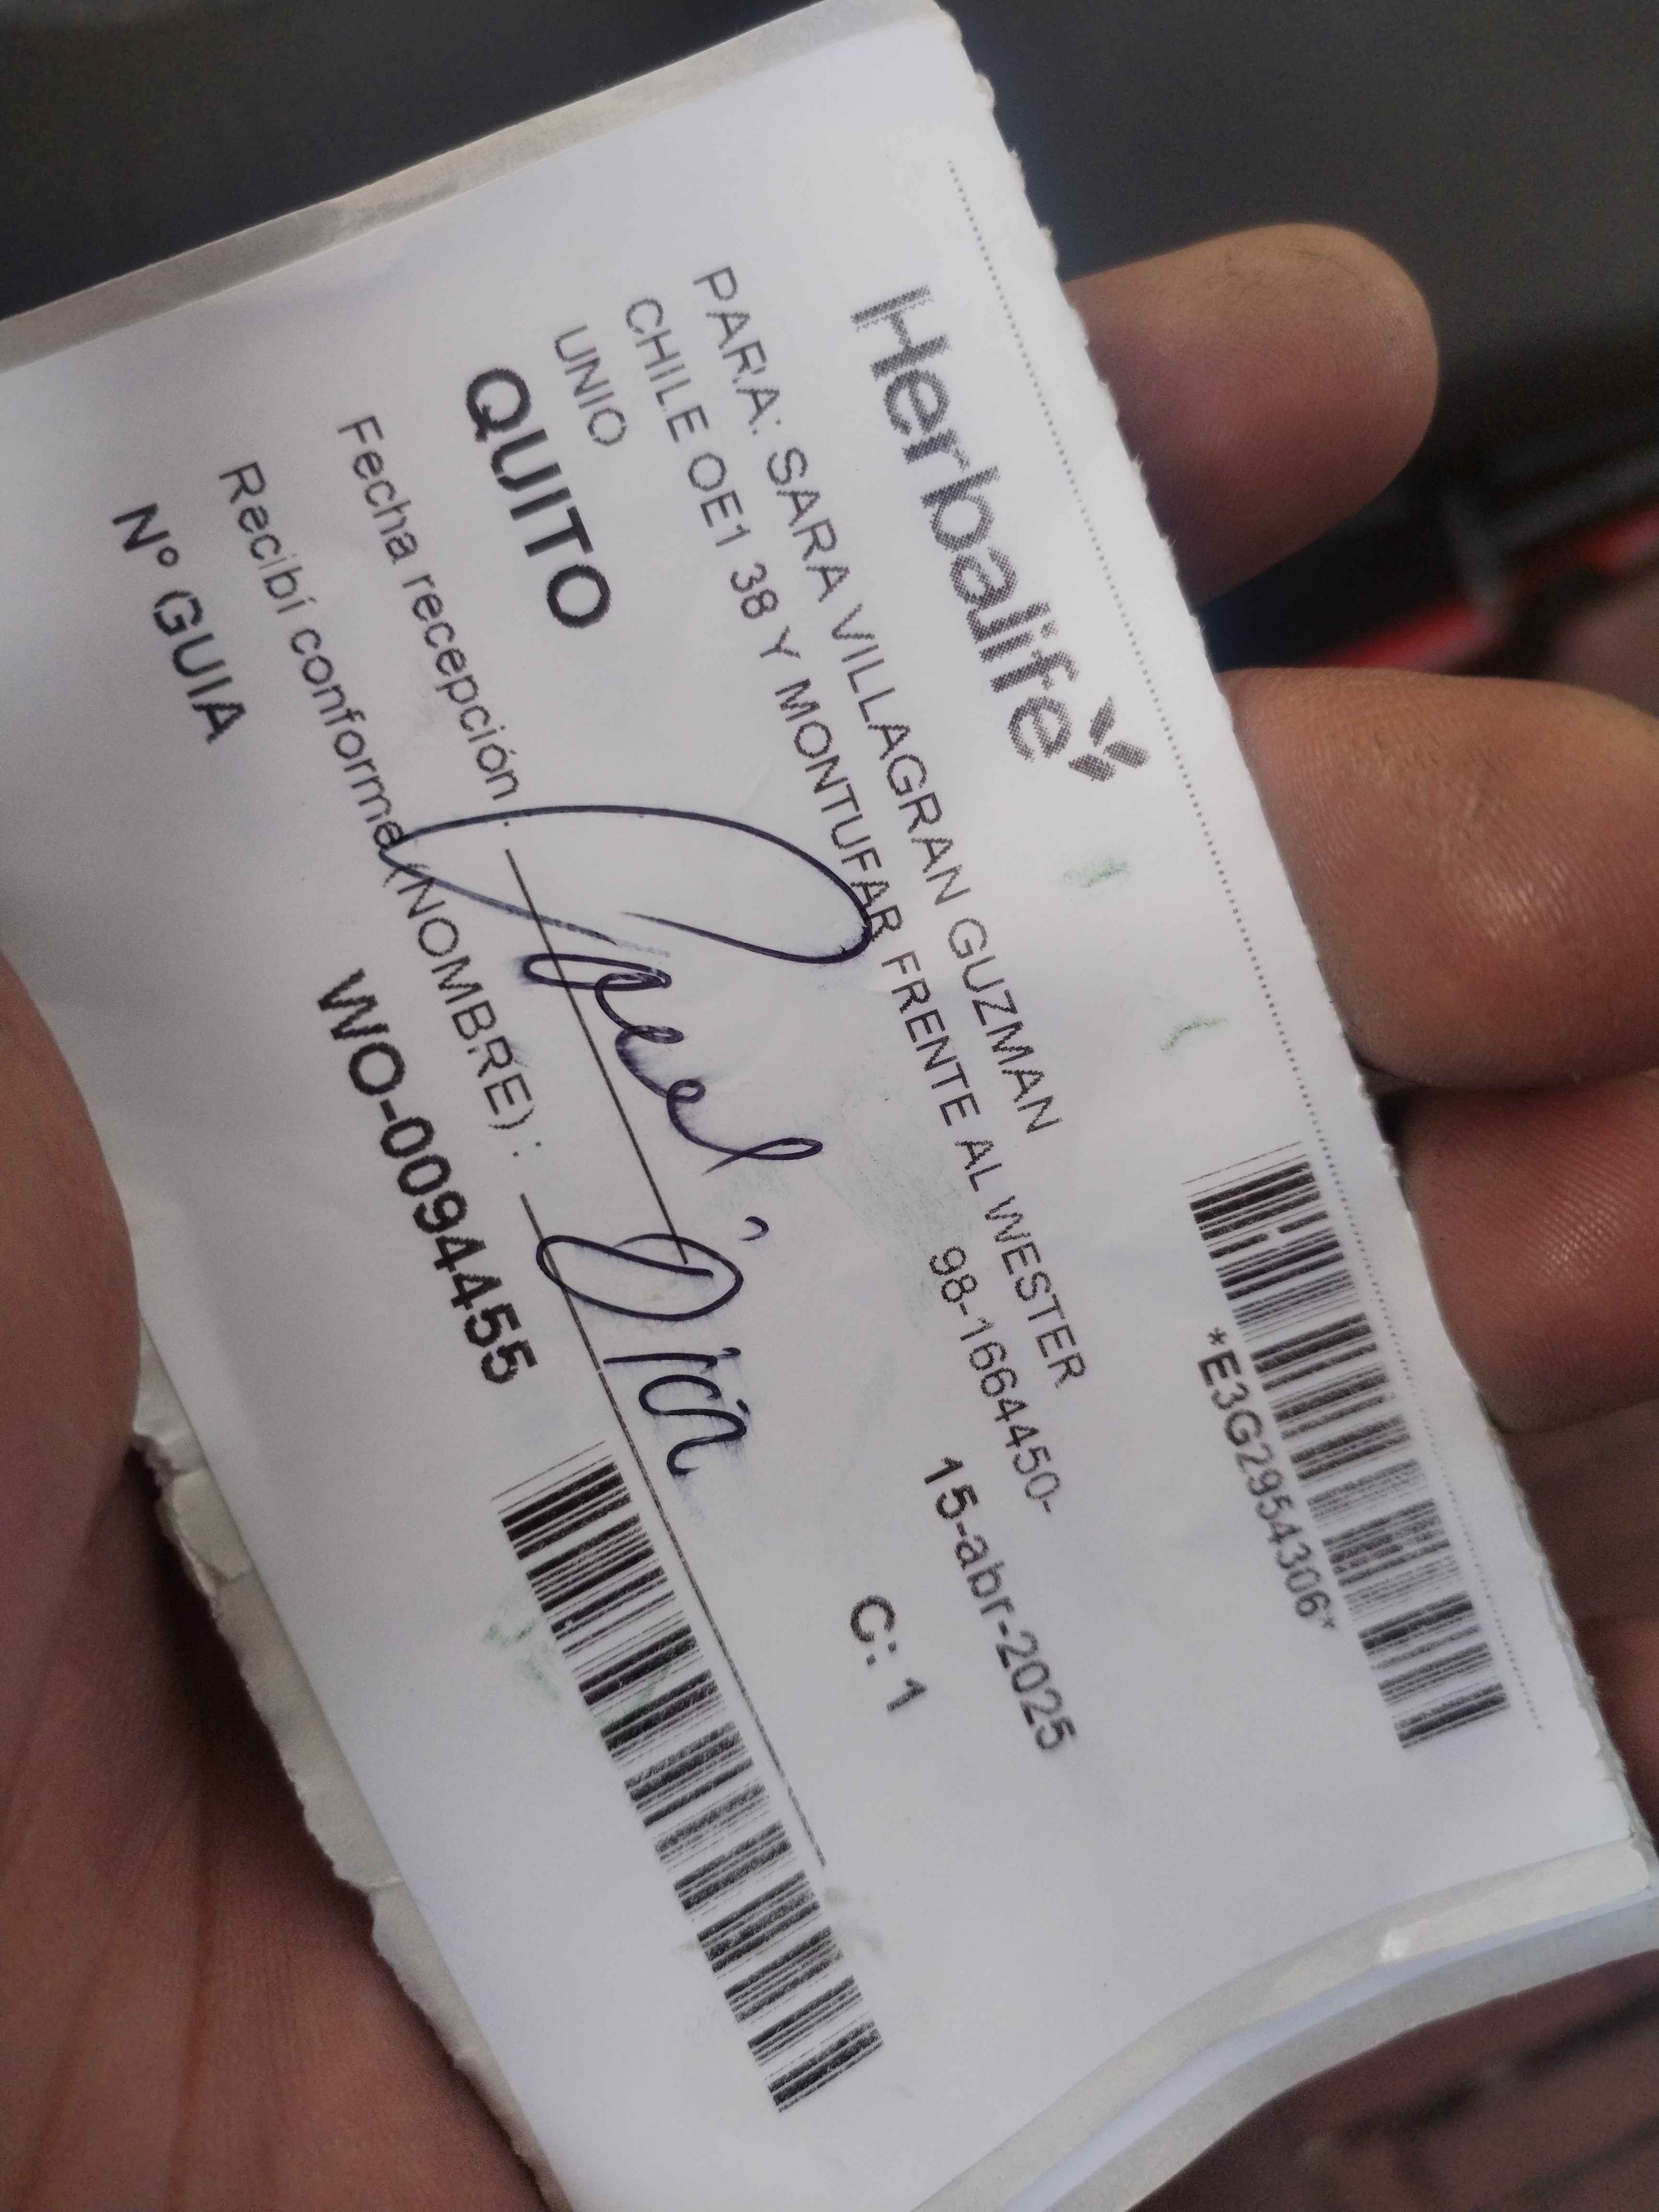 Herbalife
*E3G2954306*
PARA: SARA VILLAGRAN GUZMAN
CHILE OE1 38 Y MONTUFAR FRENTE AL WESTER
UNIO
98-1664450-
15-abr-2025
QUITO
C: 1
Fecha recepción :
Recibí conforme (NOMBRE) :
Nº GUIA
WO-0094455